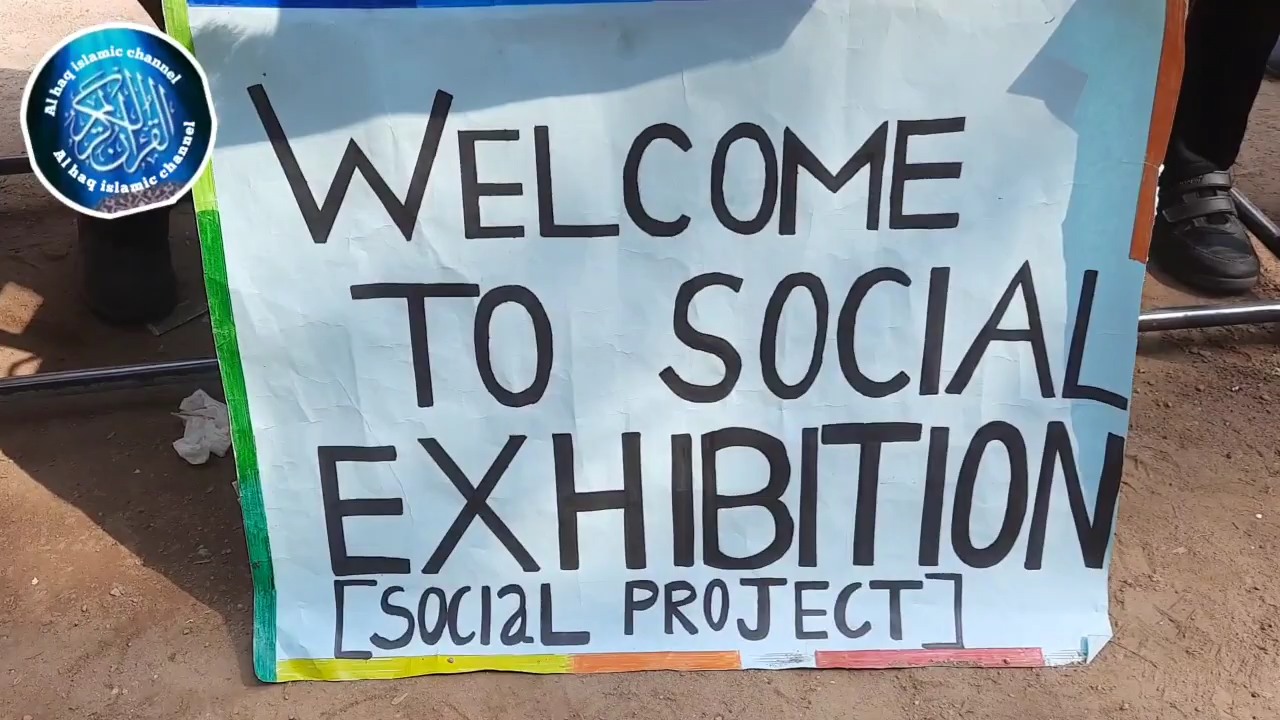 Al haq islamic channel
القرآن الكريم
Al haq islamic channel
WELCOME
TO SOCIAL
EXHIBITION
[SOCIaL PROJECT]